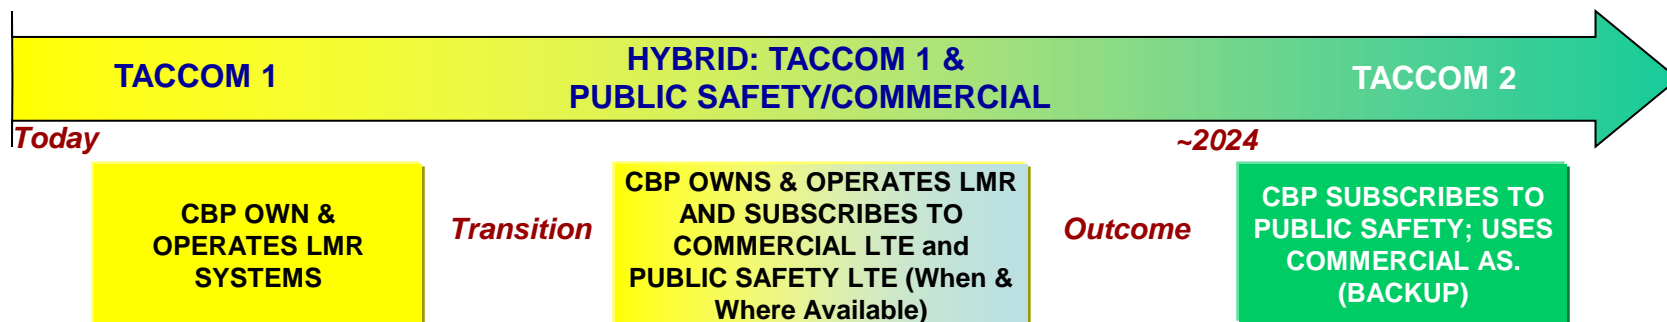 TACCOM 1
HYBRID: TACCOM 1 &
PUBLIC SAFETY/COMMERCIAL
TACCOM 2
Today
~2024
CBP OWN &
OPERATES LMR
SYSTEMS
Transition
CBP OWNS & OPERATES LMR
AND SUBSCRIBES TO
COMMERCIAL LTE and
PUBLIC SAFETY LTE (When &
Where Available)
Outcome
CBP SUBSCRIBES TO
PUBLIC SAFETY; USES
COMMERCIAL AS.
(BACKUP)